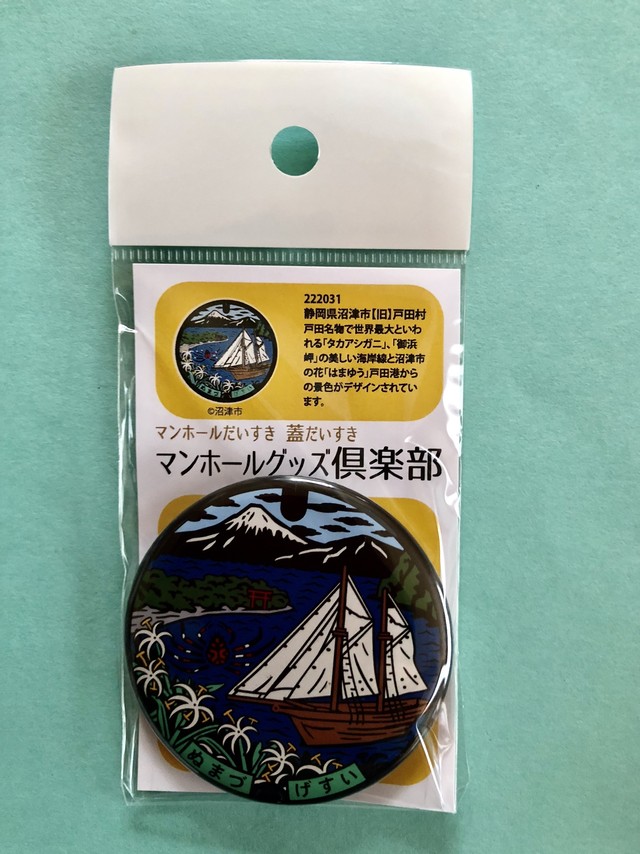 222031
静岡県沼津市【旧】戸田村
戸田名物で世界最大といわ
れる「タカアシガニ」、「御浜
岬」の美しい海岸線と沼津市
の花「はまゆう」戸田港から
の景色がデザインされてい
ます。
©沼津市
マンホールだいすき 蓋だいすき
マンホールグッズ倶楽部
ぬまづ
げすい